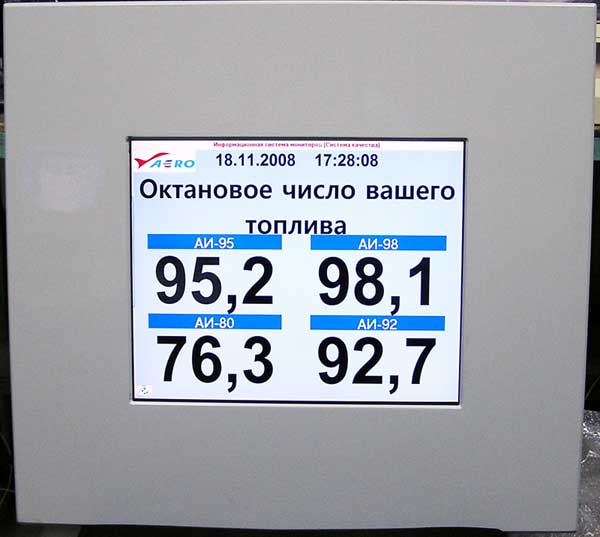 Информационная система мониторов (Система качества)
AERO 18.11.2008 17:28:08
Октановое число вашего
топлива
АИ-95 АИ-98
95,2 98,1
АИ-80 АИ-92
76,3 92,7